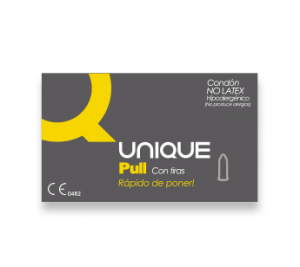 Condón
NO LATEX
Hipoalergénico
(No produce alergias)
UNIQUE
Pull Con tiras
Rápido de poner!
CE 0482